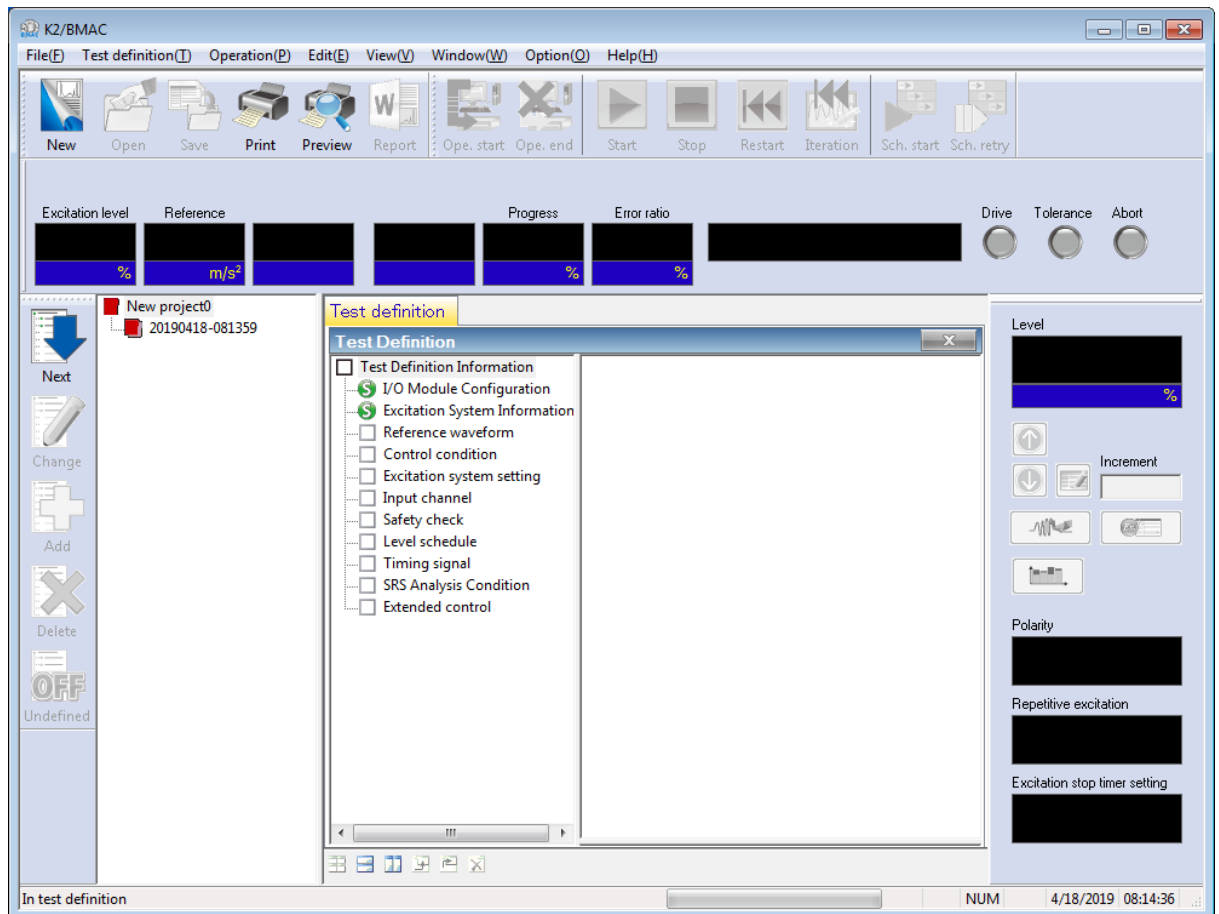 K2/BMAC
File(F) Test definition(T) Operation(P) Edit(E) View(V) Window(W) Option(O) Help(H)
New Open Save Print Preview Report Ope. start Ope. end Start Stop Restart Iteration Sch. start Sch. retry
Excitation level Reference Progress Error ratio Drive Tolerance Abort
% m/s² % %
New project0
20190418-081359
Next
Change
Add
Delete
OFF
Undefined
Test definition
Test Definition
Test Definition Information
I/O Module Configuration
Excitation System Information
Reference waveform
Control condition
Excitation system setting
Input channel
Safety check
Level schedule
Timing signal
SRS Analysis Condition
Extended control
Level
%
Increment
Polarity
Repetitive excitation
Excitation stop timer setting
In test definition NUM 4/18/2019 08:14:36